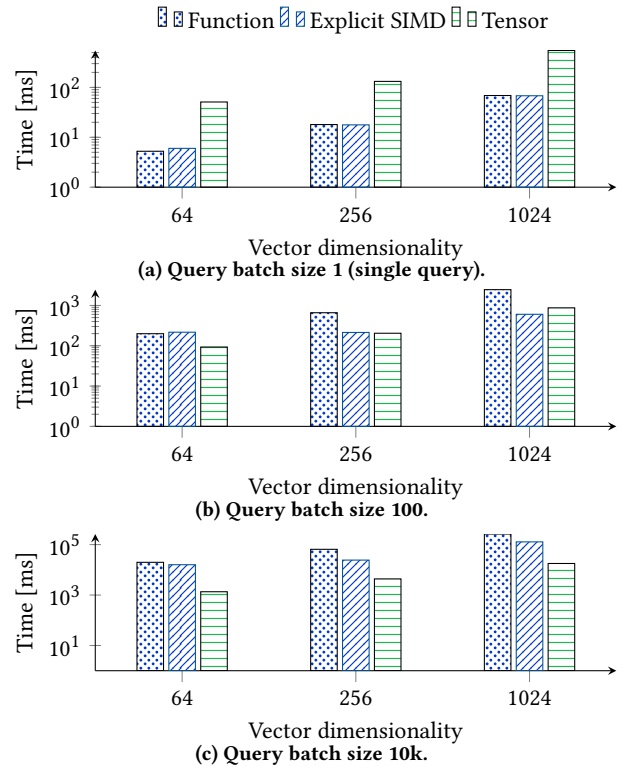 Function Explicit SIMD Tensor
Time [ms]
10^2
10^1
10^0
64 256 1024
Vector dimensionality
(a) Query batch size 1 (single query).
Time [ms]
10^3
10^2
10^1
10^0
64 256 1024
Vector dimensionality
(b) Query batch size 100.
Time [ms]
10^5
10^3
10^1
64 256 1024
Vector dimensionality
(c) Query batch size 10k.